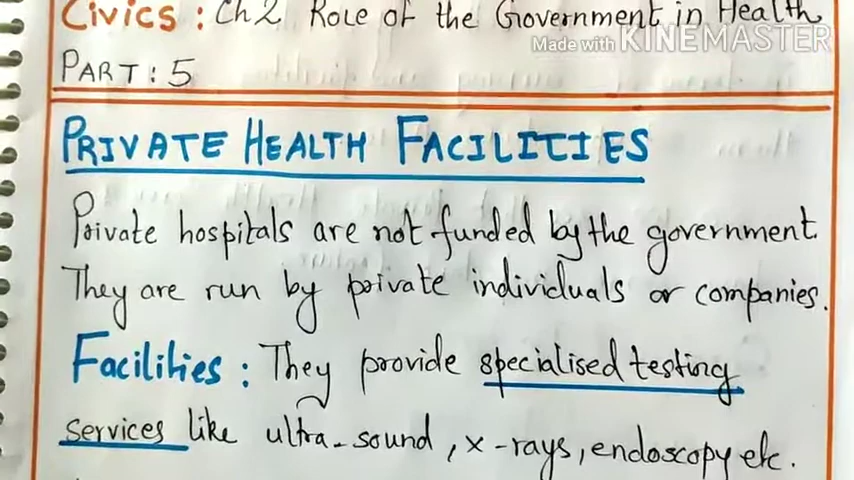 Civics : Ch 2 Role of the Government in Health
Made with KINEMASTER
PART : 5
PRIVATE HEALTH FACILITIES
Private hospitals are not funded by the government.
They are run by private individuals or companies.
Facilities : They provide specialised testing
services like ultra-sound, x-rays, endoscopy etc.